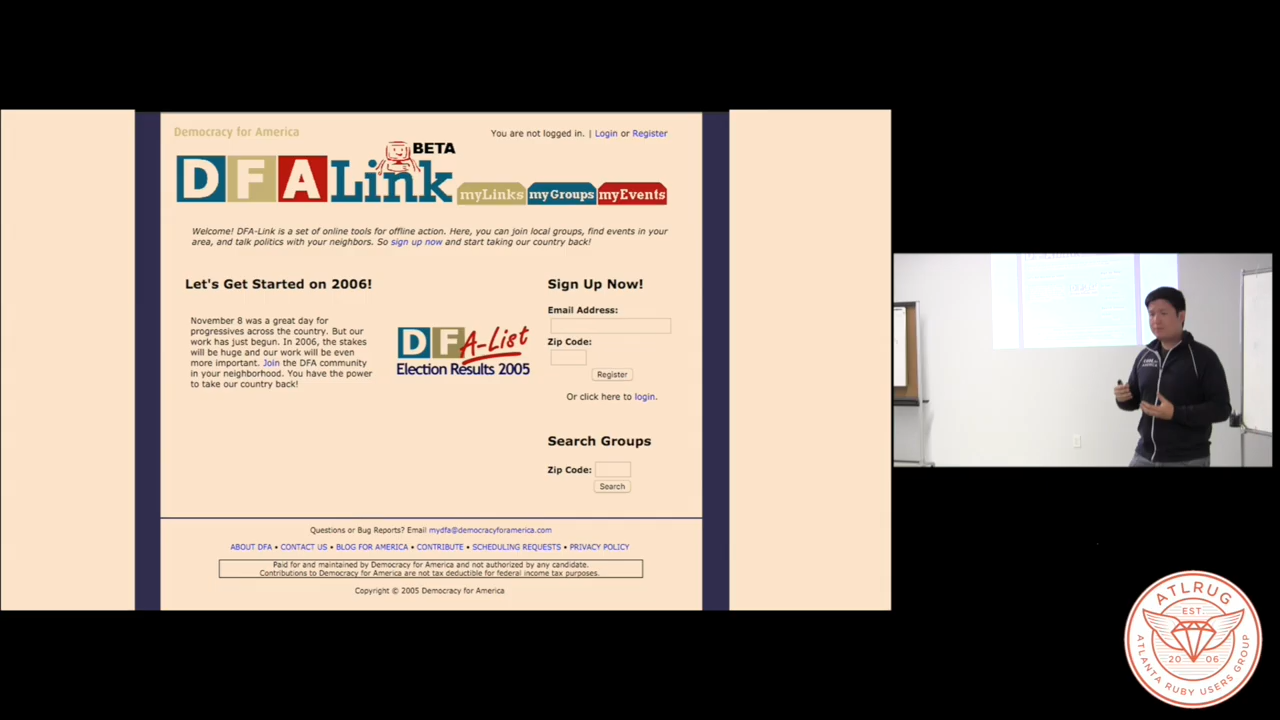 Democracy for America
You are not logged in. | Login or Register
BETA
DFALink
myLinks myGroups myEvents
Welcome! DFA-Link is a set of online tools for offline action. Here, you can join local groups, find events in your
area, and talk politics with your neighbors. So sign up now and start taking our country back!
Let's Get Started on 2006!
November 8 was a great day for
progressives across the country. But our
work has just begun. In 2006, the stakes
will be huge and our work will be even
more important. Join the DFA community
in your neighborhood. You have the power
to take our country back!
DFA-List
Election Results 2005
Sign Up Now!
Email Address:
Zip Code:
Register
Or click here to login.
Search Groups
Zip Code:
Search
Questions or Bug Reports? Email mydfa@democracyforamerica.com
ABOUT DFA • CONTACT US • BLOG FOR AMERICA • CONTRIBUTE • SCHEDULING REQUESTS • PRIVACY POLICY
Paid for and maintained by Democracy for America and not authorized by any candidate.
Contributions to Democracy for America are not tax deductible for federal income tax purposes.
Copyright © 2005 Democracy for America
ATLRUG
EST.
20 06
ATLANTA RUBY USERS GROUP